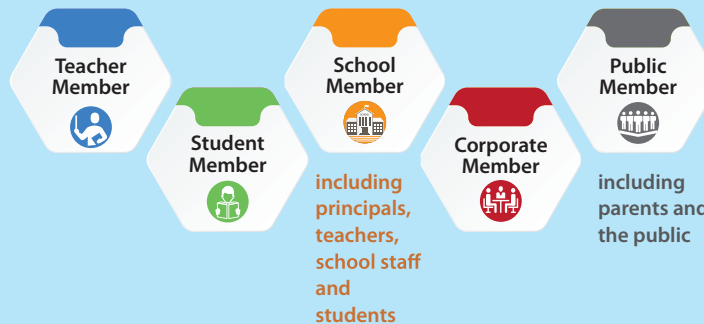 Teacher
Member
Student
Member
School
Member
including
principals,
teachers,
school staff
and
students
Corporate
Member
Public
Member
including
parents and
the public